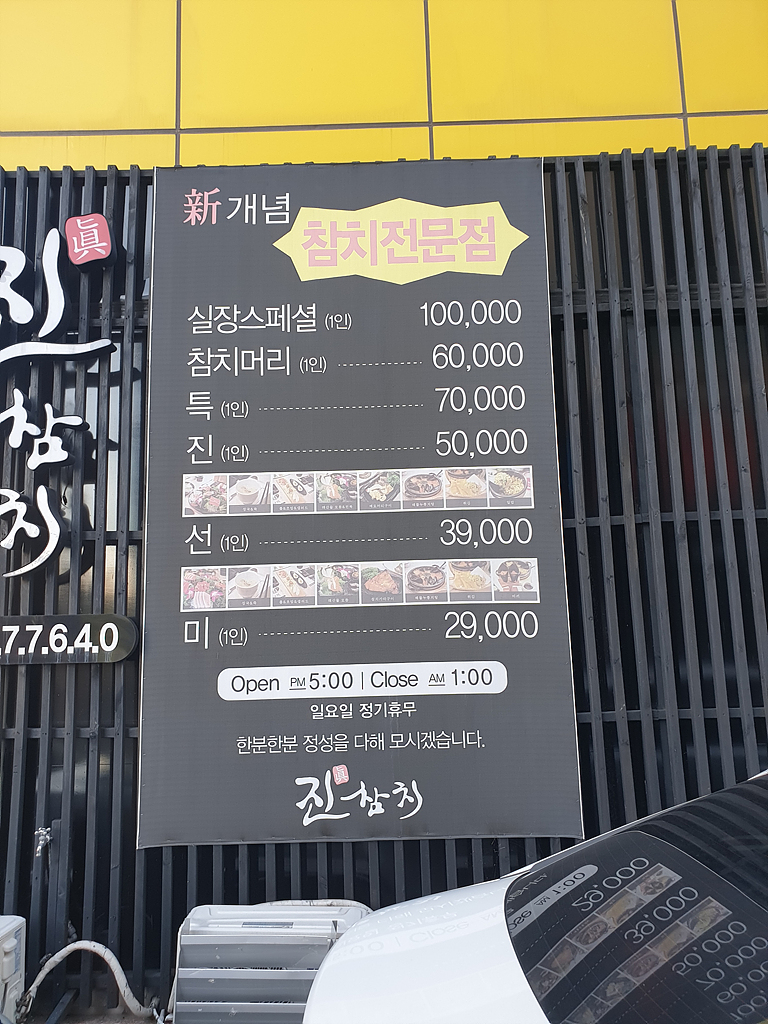 新 개념
참치전문점
실장스페셜 (1인) 100,000
참치머리 (1인) 60,000
특 (1인) 70,000
진 (1인) 50,000
선 (1인) 39,000
미 (1인) 29,000
Open PM 5:00 | Close AM 1:00
일요일 정기휴무
한분한분 정성을 다해 모시겠습니다.
진 眞 참치
진 眞
참
치
.7.7.6.4.0